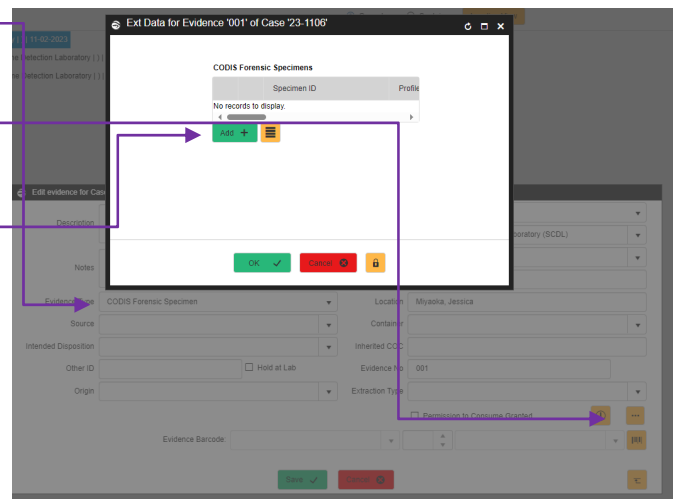 Ext Data for Evidence '001' of Case '23-1106'
11-02-2023
Detection Laboratory | )
Detection Laboratory | )
CODIS Forensic Specimens
Specimen ID Profile
No records to display.
Add +
OK Cancel
Edit evidence for Cas
Description
boratory (SCDL)
Notes
Evidence Type CODIS Forensic Specimen Location Miyaoka, Jessica
Source Container
Intended Disposition Inherited COC
Other ID Hold at Lab Evidence No 001
Origin Extraction Type
Permission to Consume Granted
Evidence Barcode:
Save Cancel